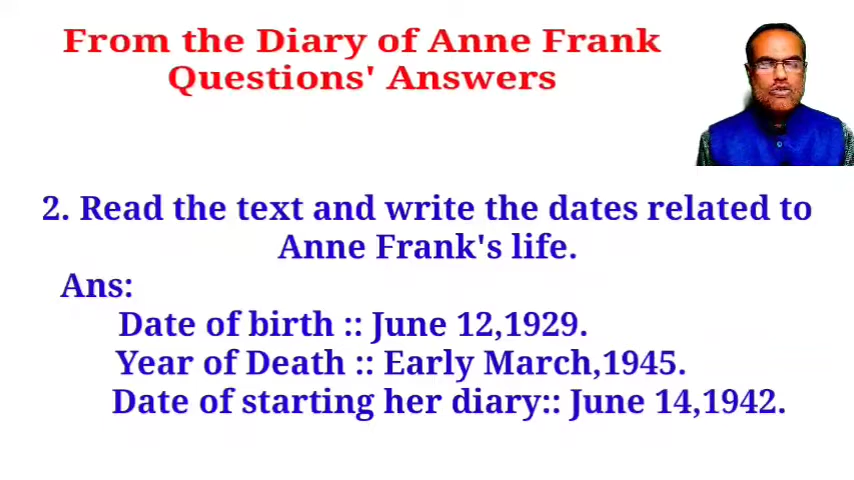 From the Diary of Anne Frank
Questions' Answers
2. Read the text and write the dates related to
Anne Frank's life.
Ans:
Date of birth :: June 12,1929.
Year of Death :: Early March,1945.
Date of starting her diary:: June 14,1942.